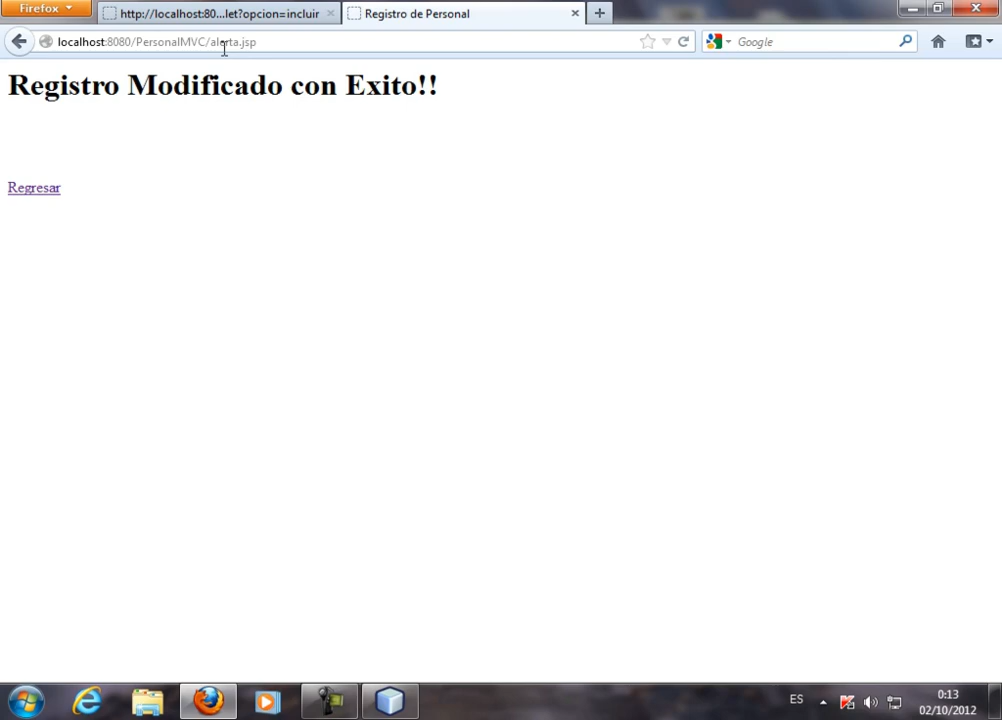 Firefox
http://localhost:80...let?opcion=incluir
Registro de Personal
localhost:8080/PersonalMVC/alerta.jsp
Google
Registro Modificado con Exito!!
Regresar
ES
0:13
02/10/2012